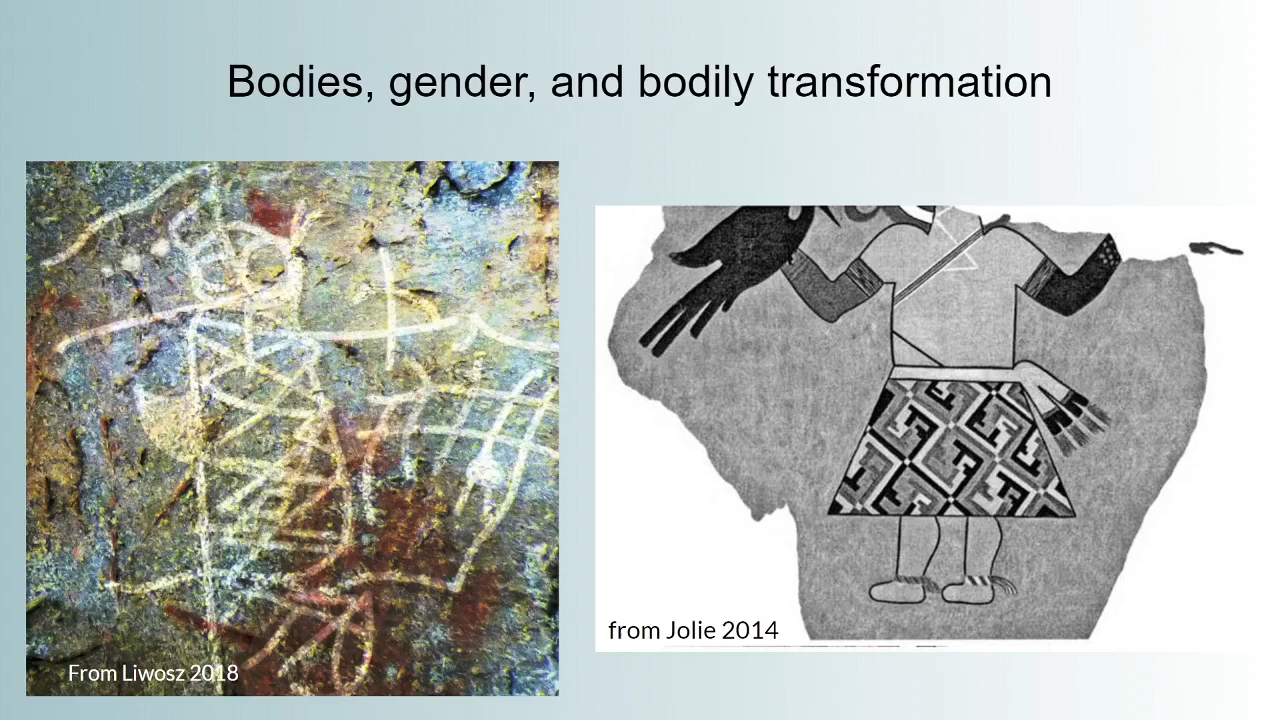 Bodies, gender, and bodily transformation
from Jolie 2014
From Liwosz 2018